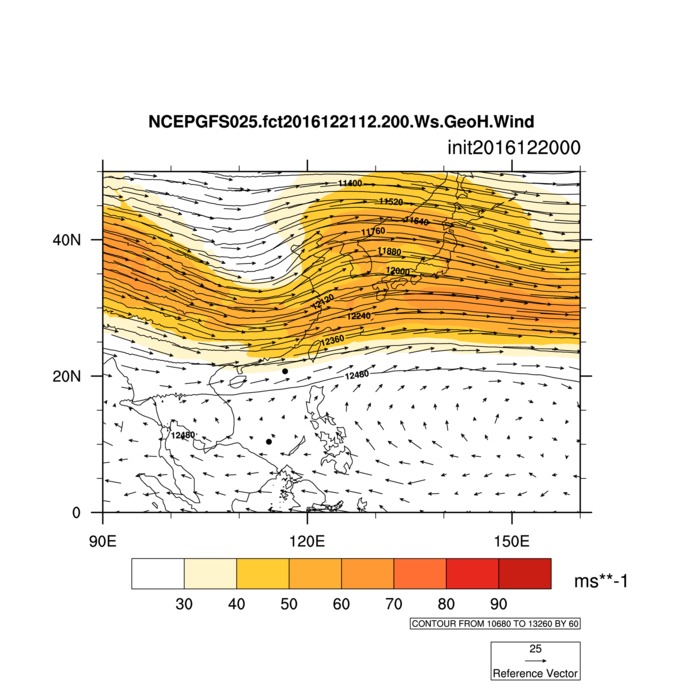 NCEPGFS025.fct2016122112.200.Ws.GeoH.Wind
init2016122000
11400
11520
11640
11760
11880
12000
12120
12240
12360
12480
12480
40N
20N
0
90E 120E 150E
30 40 50 60 70 80 90
ms**-1
CONTOUR FROM 10680 TO 13260 BY 60
25
Reference Vector